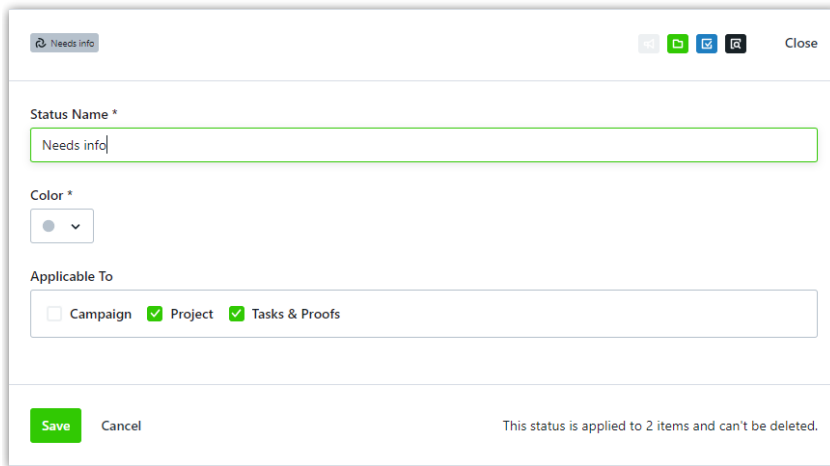 Needs info
Close
Status Name *
Needs info
Color *
Applicable To
Campaign Project Tasks & Proofs
Save Cancel This status is applied to 2 items and can't be deleted.